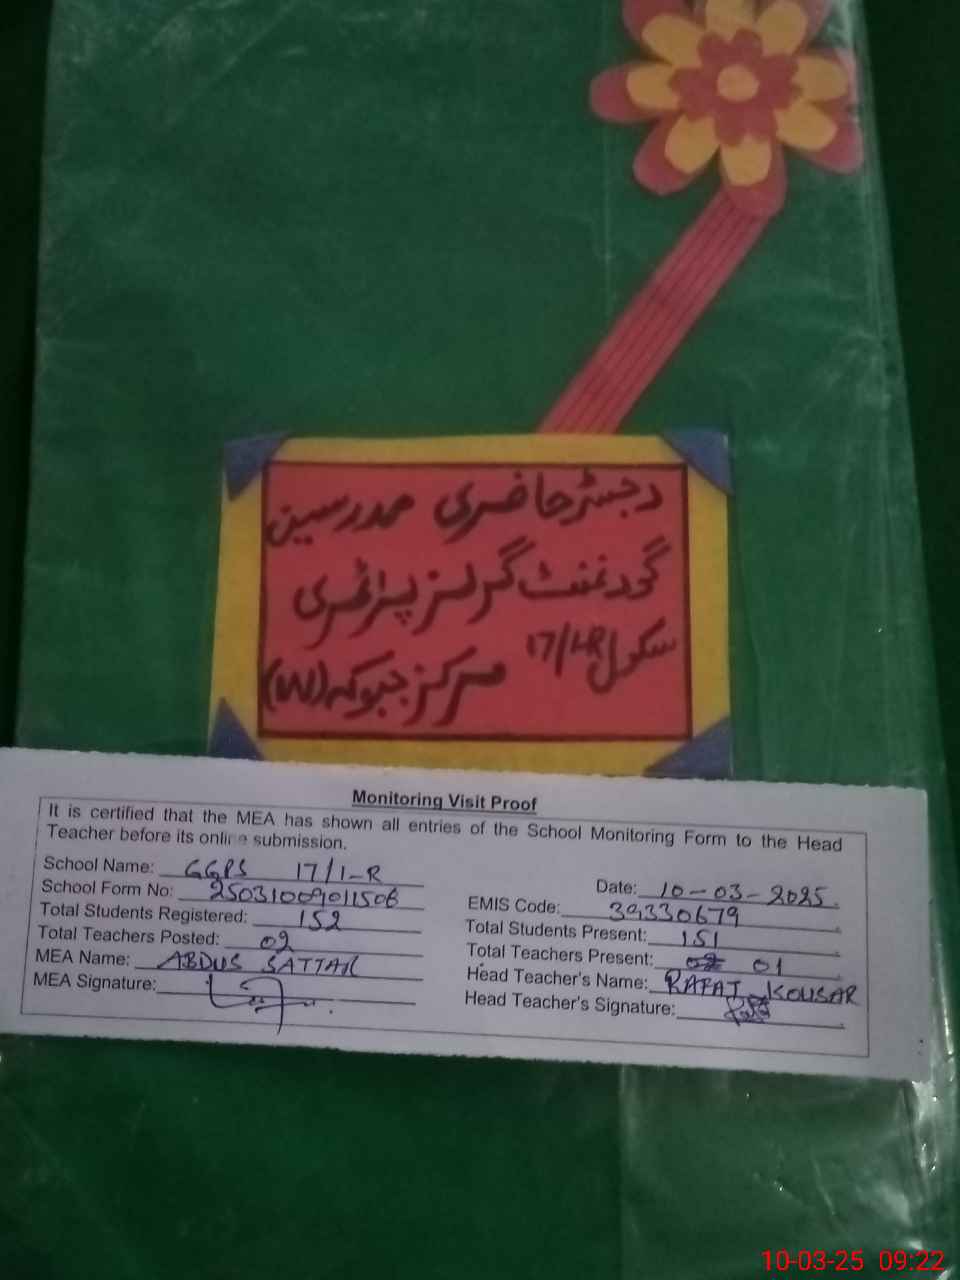 رجسٹر حاضری مدرسین
گورنمنٹ گرلز پرائمری
سکول 17/1R مرکز جبوکہ (W)
Monitoring Visit Proof
It is certified that the MEA has shown all entries of the School Monitoring Form to the Head
Teacher before its online submission.
School Name: GGPS 17/1-R
Date: 10-03-2025
School Form No: 25031009011506
EMIS Code: 39330679
Total Students Registered: 152
Total Students Present: 151
Total Teachers Posted: 02
Total Teachers Present: 01
MEA Name: ABDUS SATTAR
Head Teacher's Name: RAFAT KOUSAR
MEA Signature:
Head Teacher's Signature:
10-03-25 09:22